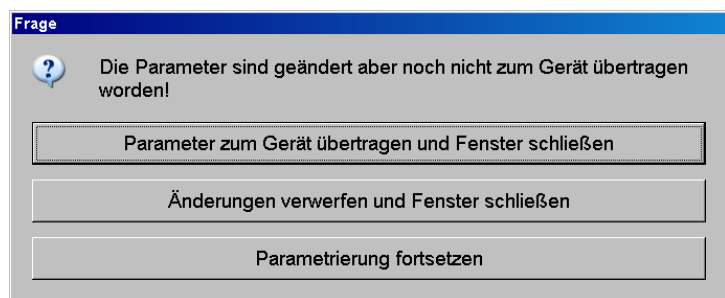 Frage
Die Parameter sind geändert aber noch nicht zum Gerät übertragen
worden!
Parameter zum Gerät übertragen und Fenster schließen
Änderungen verwerfen und Fenster schließen
Parametrierung fortsetzen